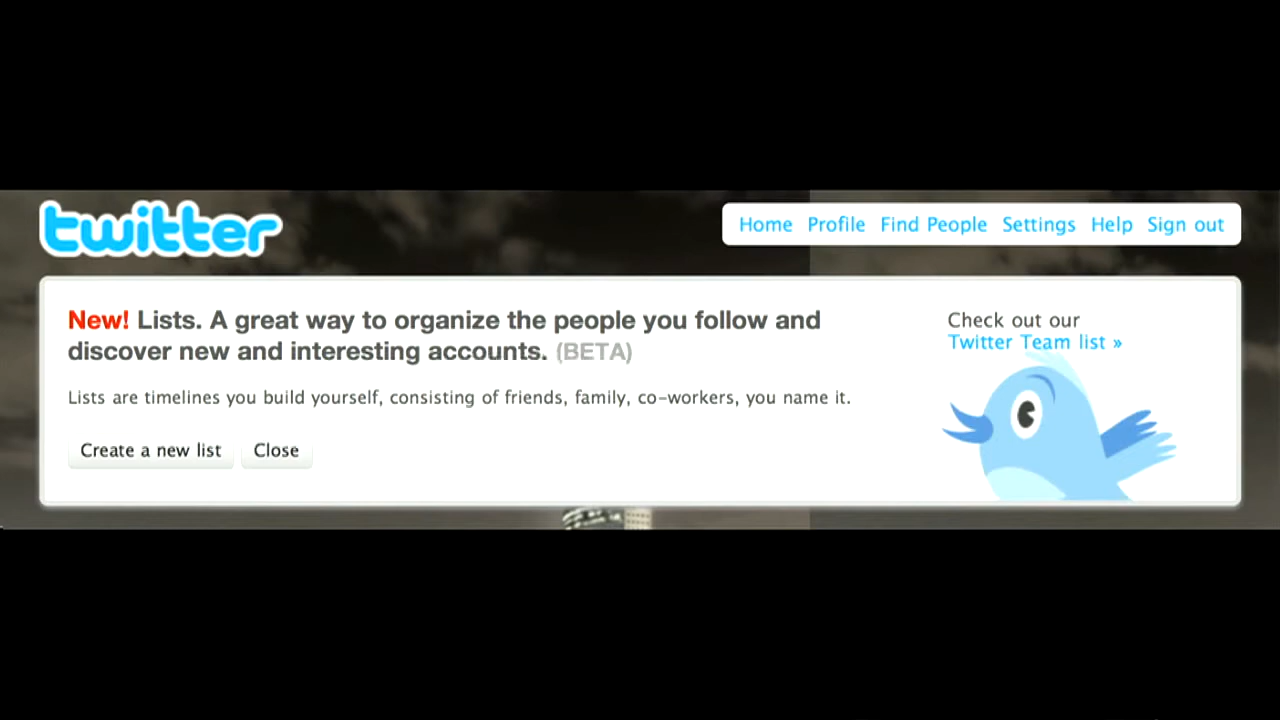 twitter
Home Profile Find People Settings Help Sign out
New! Lists. A great way to organize the people you follow and
discover new and interesting accounts. (BETA)
Lists are timelines you build yourself, consisting of friends, family, co-workers, you name it.
Create a new list Close
Check out our
Twitter Team list »